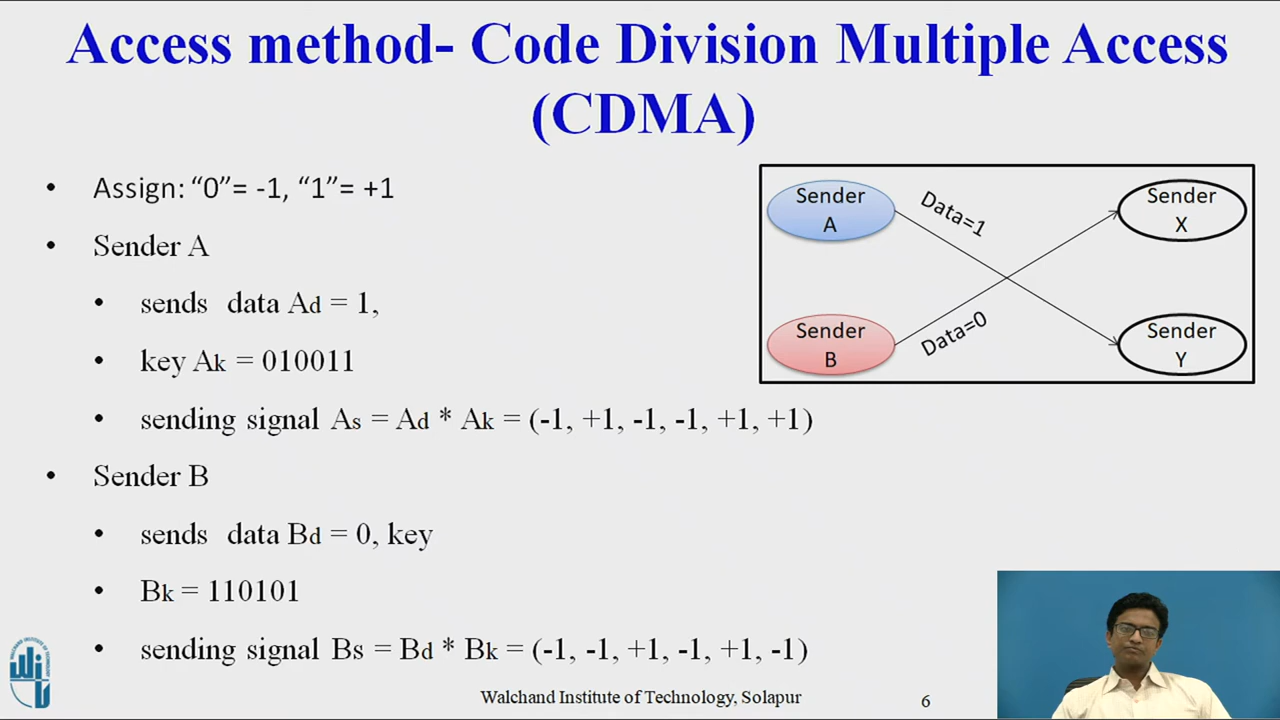 Access method- Code Division Multiple Access
(CDMA)
• Assign: “0”= -1, “1”= +1
• Sender A
• sends data Ad = 1,
• key Ak = 010011
• sending signal As = Ad * Ak = (-1, +1, -1, -1, +1, +1)
• Sender B
• sends data Bd = 0, key
• Bk = 110101
• sending signal Bs = Bd * Bk = (-1, -1, +1, -1, +1, -1)
Sender
A
Data=1
Sender
X
Sender
B
Data=0
Sender
Y
Walchand Institute of Technology, Solapur
6